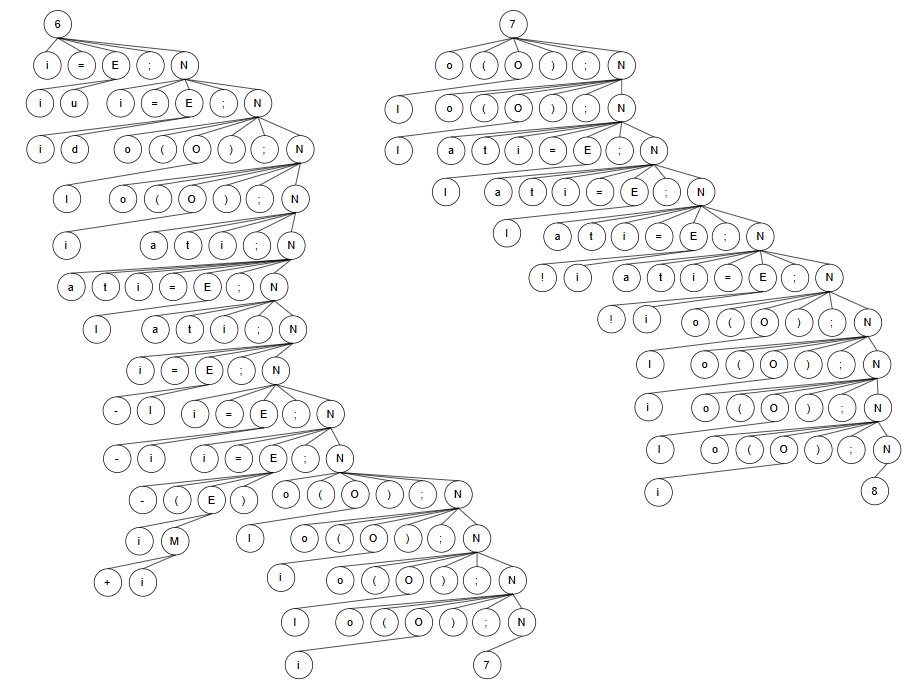 6
i = E ; N
i u i = E ; N
i d o ( O ) ; N
l o ( O ) ; N
i a t i ; N
a t i = E ; N
l a t i ; N
i = E ; N
- l i = E ; N
- i i = E ; N
- ( E ) o ( O ) ; N
i M l o ( O ) ; N
+ i i o ( O ) ; N
l o ( O ) ; N
i 7
7
o ( O ) ; N
l o ( O ) ; N
l a t i = E ; N
l a t i = E ; N
l a t i = E ; N
! i a t i = E ; N
! i o ( O ) ; N
l o ( O ) ; N
i o ( O ) ; N
l o ( O ) ; N
i 8